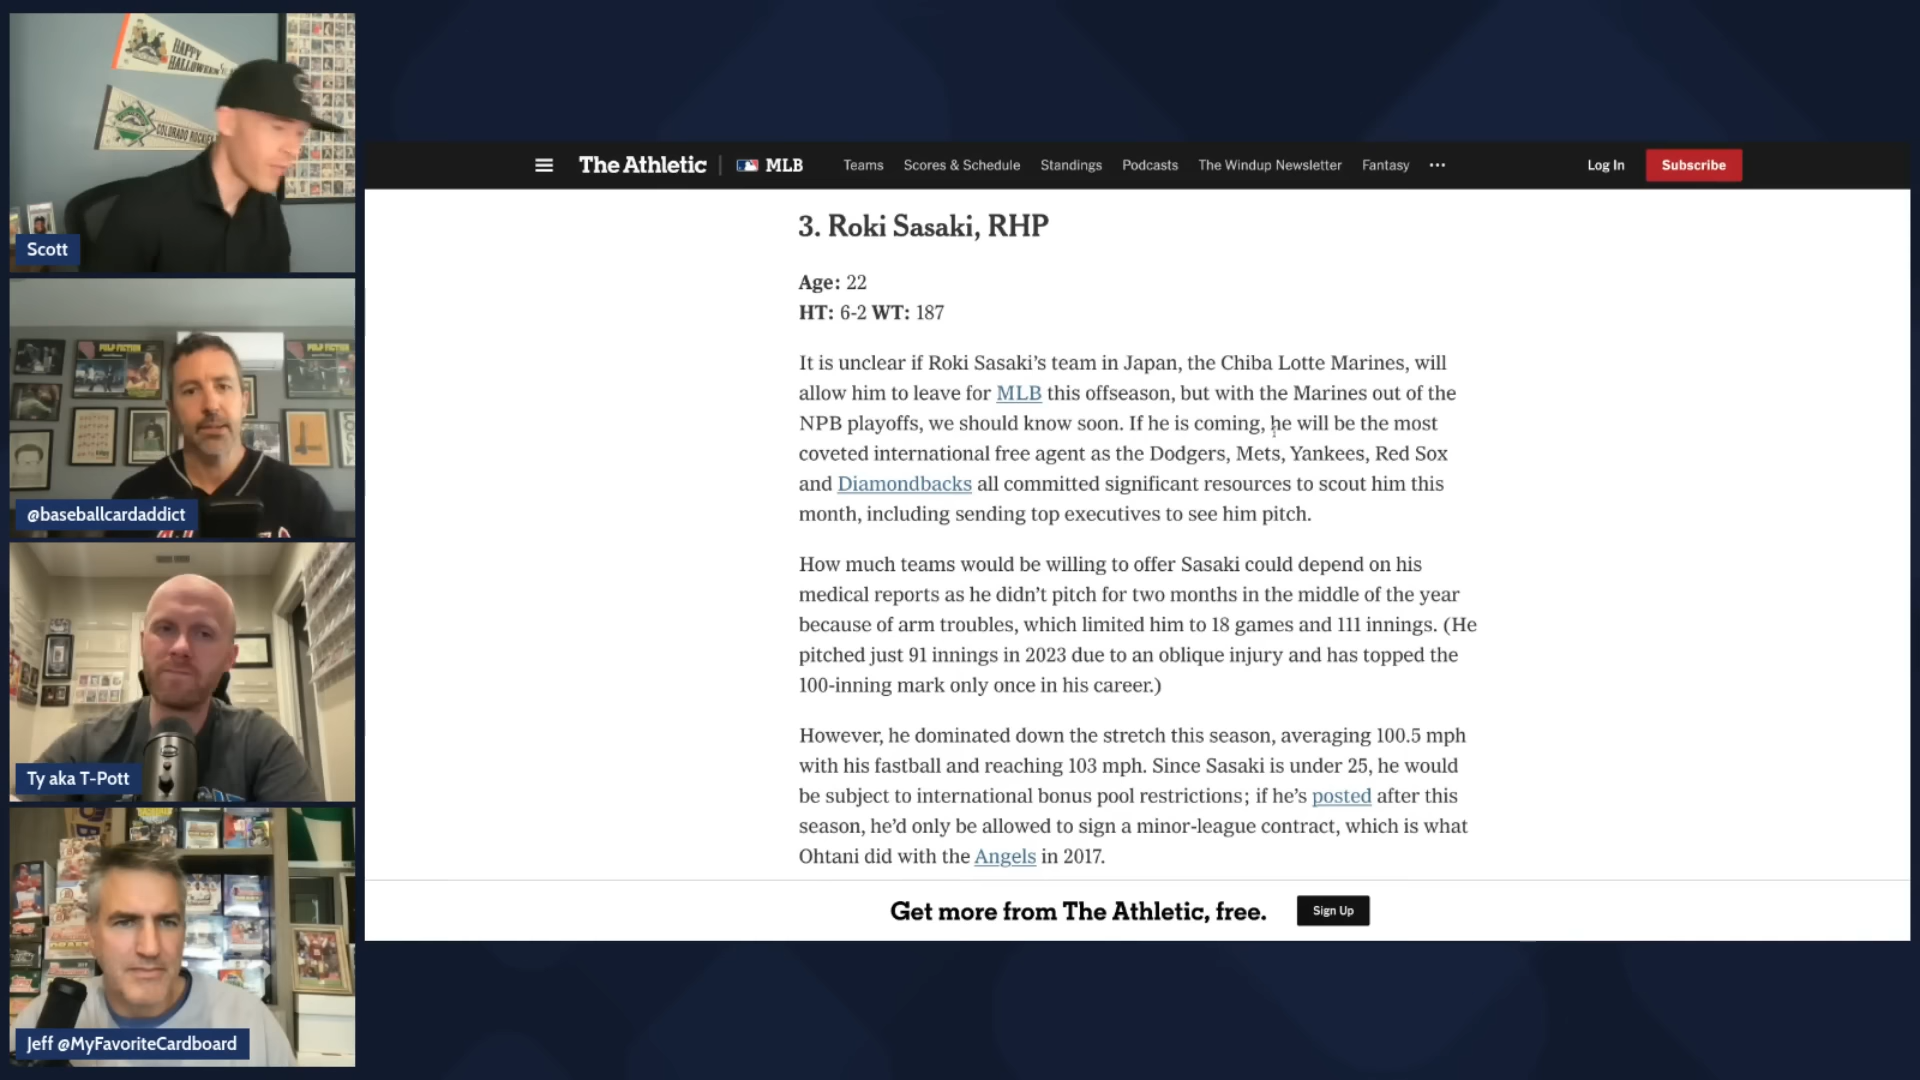 HAPPY
HALLOWEEN
COLORADO ROCKIES
Scott
PULP FICTION
PULP FICTION
@baseballcardaddict
Ty aka T-Pott
Jeff @MyFavoriteCardboard
The Athletic | MLB Teams Scores & Schedule Standings Podcasts The Windup Newsletter Fantasy ··· Log In Subscribe
3. Roki Sasaki, RHP
Age: 22
HT: 6-2 WT: 187
It is unclear if Roki Sasaki’s team in Japan, the Chiba Lotte Marines, will
allow him to leave for MLB this offseason, but with the Marines out of the
NPB playoffs, we should know soon. If he is coming, he will be the most
coveted international free agent as the Dodgers, Mets, Yankees, Red Sox
and Diamondbacks all committed significant resources to scout him this
month, including sending top executives to see him pitch.
How much teams would be willing to offer Sasaki could depend on his
medical reports as he didn’t pitch for two months in the middle of the year
because of arm troubles, which limited him to 18 games and 111 innings. (He
pitched just 91 innings in 2023 due to an oblique injury and has topped the
100-inning mark only once in his career.)
However, he dominated down the stretch this season, averaging 100.5 mph
with his fastball and reaching 103 mph. Since Sasaki is under 25, he would
be subject to international bonus pool restrictions; if he’s posted after this
season, he’d only be allowed to sign a minor-league contract, which is what
Ohtani did with the Angels in 2017.
Get more from The Athletic, free. Sign Up